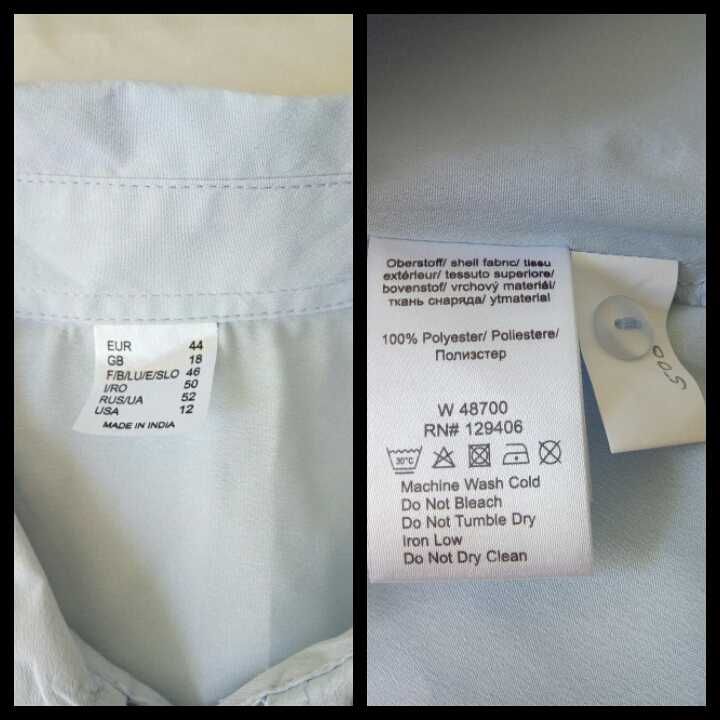 EUR 44
GB 18
F/B/LU/E/SLO 46
I/RO 50
RUS/UA 52
USA 12
MADE IN INDIA
Oberstoff/ shell fabric/ tissu
extérieur/ tessuto superiore/
bovenstof/ vrchový materiál/
ткань снаряда/ ytmaterial
100% Polyester/ Poliestere/
Полиэстер
W 48700
RN# 129406
30°C
Machine Wash Cold
Do Not Bleach
Do Not Tumble Dry
Iron Low
Do Not Dry Clean
500